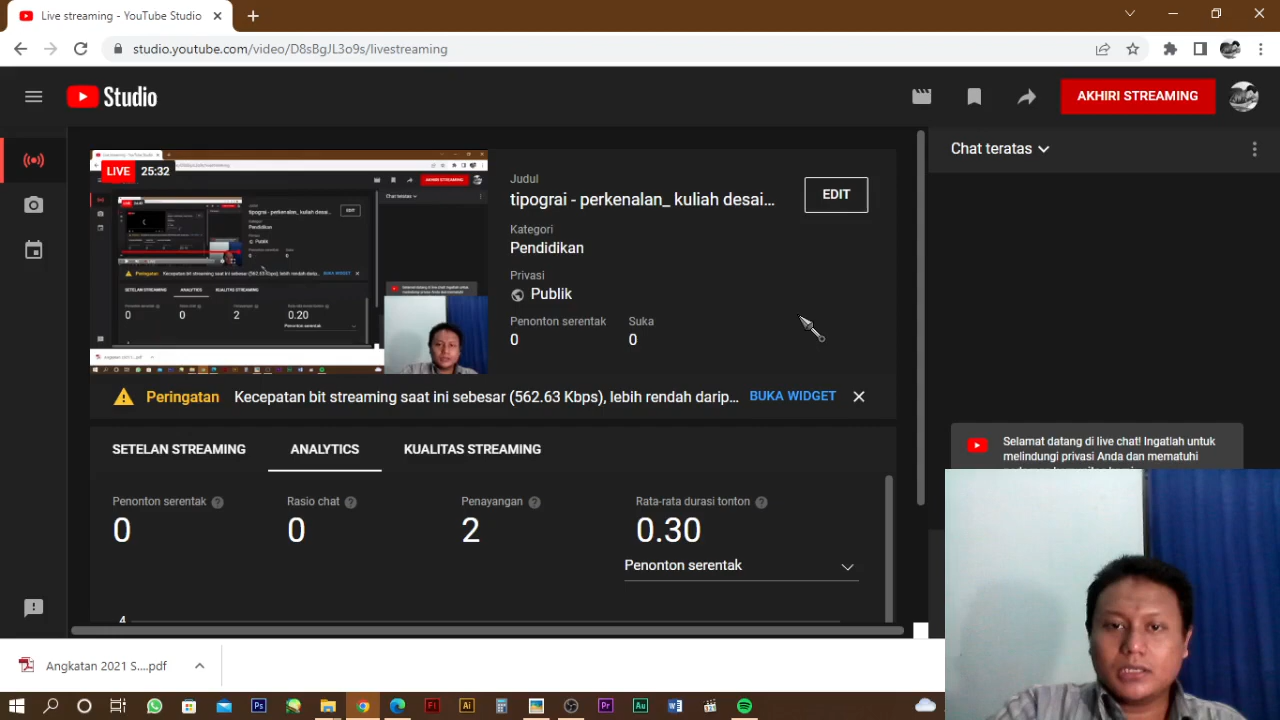 Live streaming - YouTube Studio
studio.youtube.com/video/D8sBgJL3o9s/livestreaming
Studio
AKHIRI STREAMING
LIVE 25:32
Judul
tipograi - perkenalan_ kuliah desai...
EDIT
Kategori
Pendidikan
Privasi
Publik
Penonton serentak Suka
0 0
Peringatan Kecepatan bit streaming saat ini sebesar (562.63 Kbps), lebih rendah darip... BUKA WIDGET
SETELAN STREAMING ANALYTICS KUALITAS STREAMING
Penonton serentak Rasio chat Penayangan Rata-rata durasi tonton
0 0 2 0.30
Penonton serentak
4
Chat teratas
Selamat datang di live chat! Ingatlah untuk
melindungi privasi Anda dan mematuhi
Angkatan 2021 S....pdf